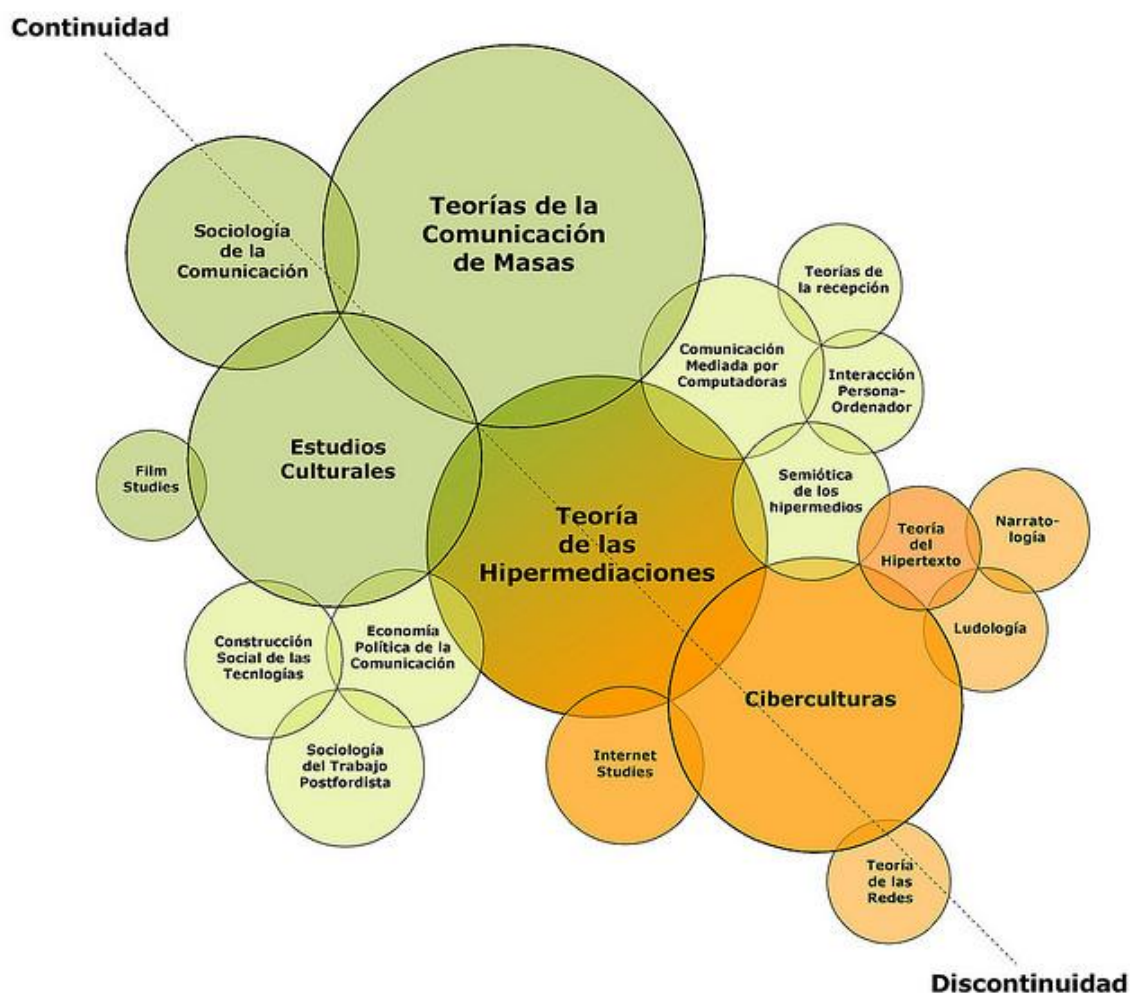 Continuidad
Teorías de la
Comunicación
de Masas
Sociología
de la
Comunicación
Teorías de
la recepción
Comunicación
Mediada por
Computadoras
Interacción
Persona-
Ordenador
Estudios
Culturales
Film
Studies
Semiótica
de los
hipermedios
Teoría
de las
Hipermediaciones
Teoría
del
Hipertexto
Narrato-
logía
Ludología
Construcción
Social de las
Tecnlogías
Economía
Política de la
Comunicación
Ciberculturas
Sociología
del Trabajo
Postfordista
Internet
Studies
Teoría
de las
Redes
Discontinuidad